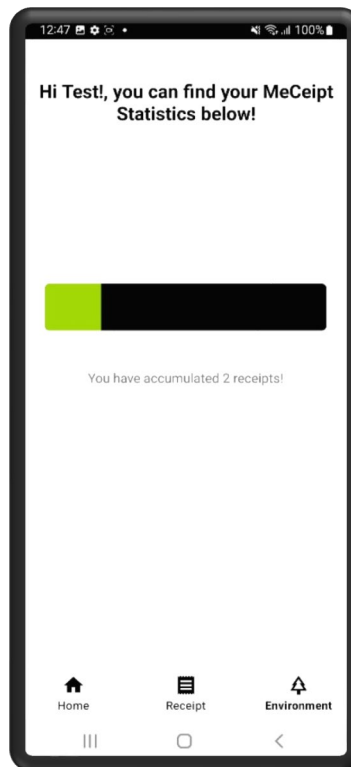 12:47
100%
Hi Test!, you can find your MeCeipt
Statistics below!
You have accumulated 2 receipts!
Home Receipt Environment